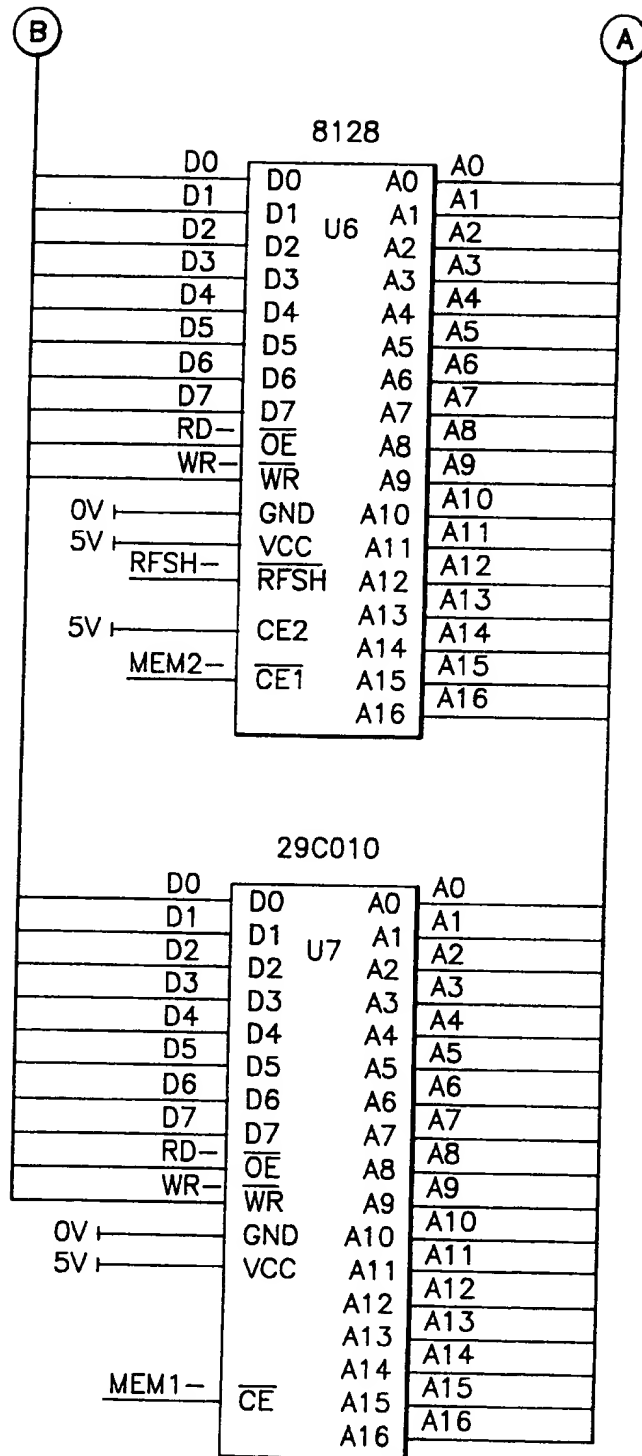 B A
8128
D0 D0 A0 A0
D1 D1 U6 A1 A1
D2 D2 A2 A2
D3 D3 A3 A3
D4 D4 A4 A4
D5 D5 A5 A5
D6 D6 A6 A6
D7 D7 A7 A7
RD- OE A8 A8
WR- WR A9 A9
0V GND A10 A10
5V VCC A11 A11
RFSH- RFSH A12 A12
A13 A13
5V CE2 A14 A14
MEM2- CE1 A15 A15
A16 A16
29C010
D0 D0 A0 A0
D1 D1 U7 A1 A1
D2 D2 A2 A2
D3 D3 A3 A3
D4 D4 A4 A4
D5 D5 A5 A5
D6 D6 A6 A6
D7 D7 A7 A7
RD- OE A8 A8
WR- WR A9 A9
0V GND A10 A10
5V VCC A11 A11
A12 A12
A13 A13
A14 A14
MEM1- CE A15 A15
A16 A16